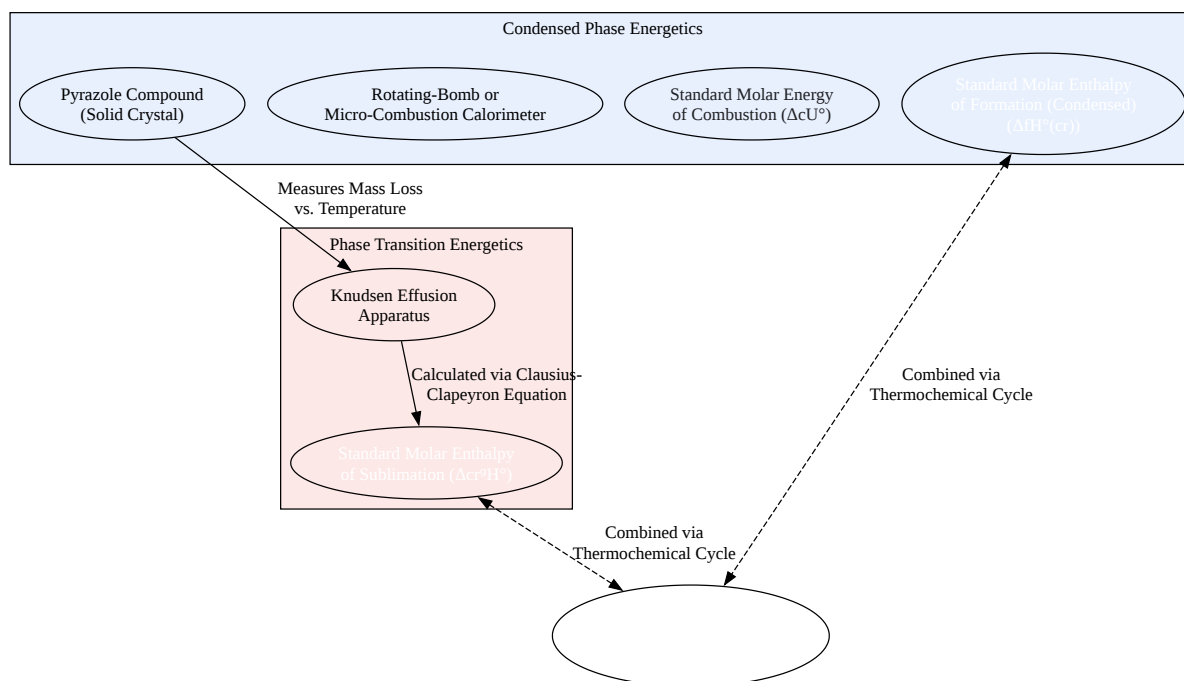 Condensed Phase Energetics
Pyrazole Compound
(Solid Crystal)
Rotating-Bomb or
Micro-Combustion Calorimeter
Standard Molar Energy
of Combustion (ΔcU°)
Standard Molar Enthalpy
of Formation (Condensed)
(ΔfH°(cr))
Measures Mass Loss
vs. Temperature
Phase Transition Energetics
Knudsen Effusion
Apparatus
Calculated via Clausius-
Clapeyron Equation
Combined via
Thermochemical Cycle
Standard Molar Enthalpy
of Sublimation (ΔcrᵍH°)
Combined via
Thermochemical Cycle